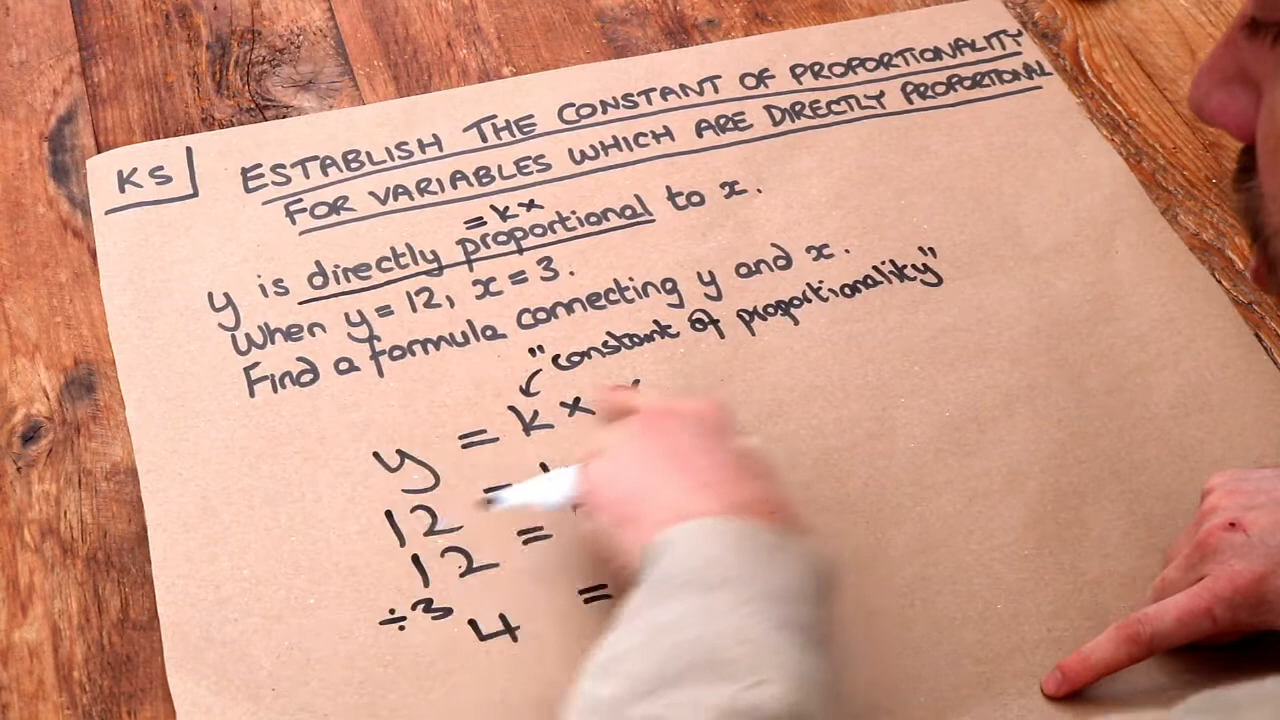 KS
ESTABLISH THE CONSTANT OF PROPORTIONALITY
FOR VARIABLES WHICH ARE DIRECTLY PROPORTIONAL
= k ×
y is directly proportional to x.
When y = 12, x = 3.
Find a formula connecting y and x.
"constant of proportionality"
y = k ×
12 =
12 =
÷3 4 =